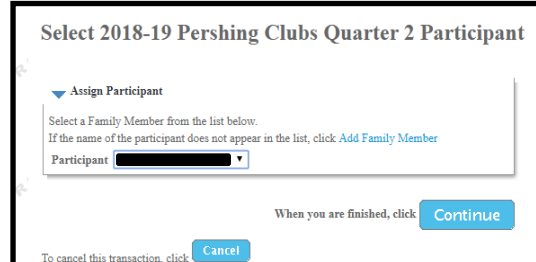 Select 2018-19 Pershing Clubs Quarter 2 Participant
Assign Participant
Select a Family Member from the list below.
If the name of the participant does not appear in the list, click Add Family Member
Participant
When you are finished, click Continue
To cancel this transaction, click Cancel